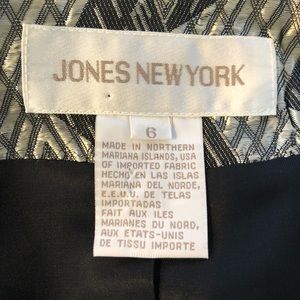 JONES NEW YORK
6
MADE IN NORTHERN
MARIANA ISLANDS, USA
OF IMPORTED FABRIC
HECHO EN LAS ISLAS
MARIANA DEL NORDE,
E.E.U.U. DE TELAS
IMPORTADAS
FAIT AUX ILES
MARIANES DU NORD,
AUX ETATS-UNIS
DE TISSU IMPORTE